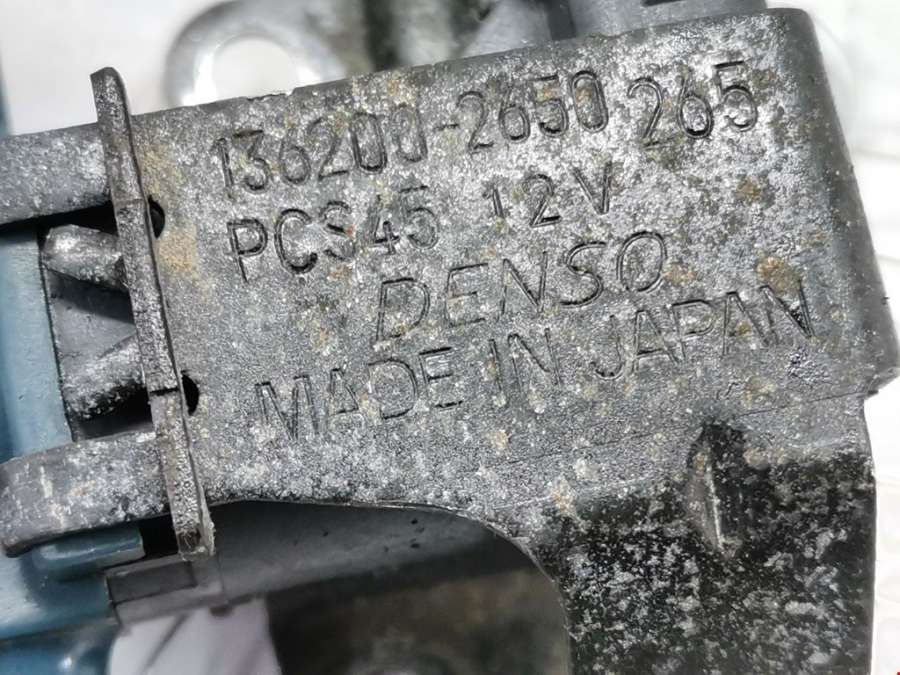 136200-2650 265
PCS45 12V
DENSO
MADE IN JAPAN